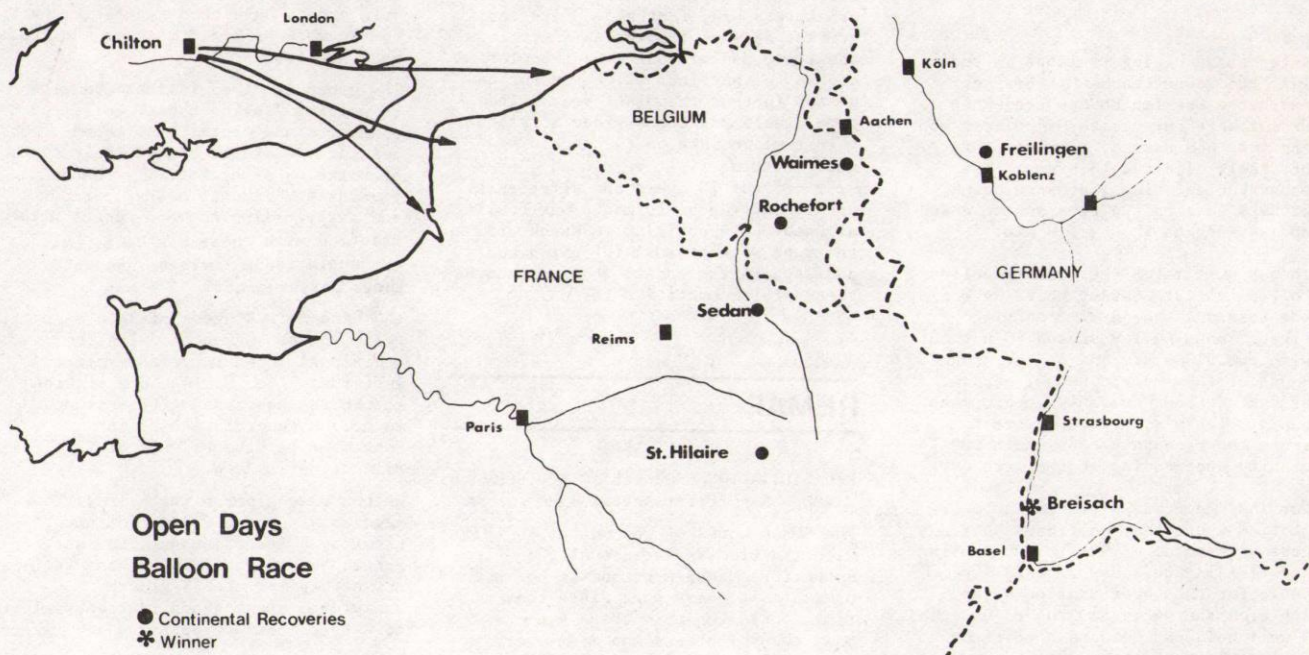 London
Chilton
Köln
BELGIUM
Aachen
Waimes
Freilingen
Koblenz
Rochefort
FRANCE
GERMANY
Sedan
Reims
Paris
Strasbourg
St. Hilaire
Breisach
Basel
Open Days
Balloon Race
Continental Recoveries
Winner